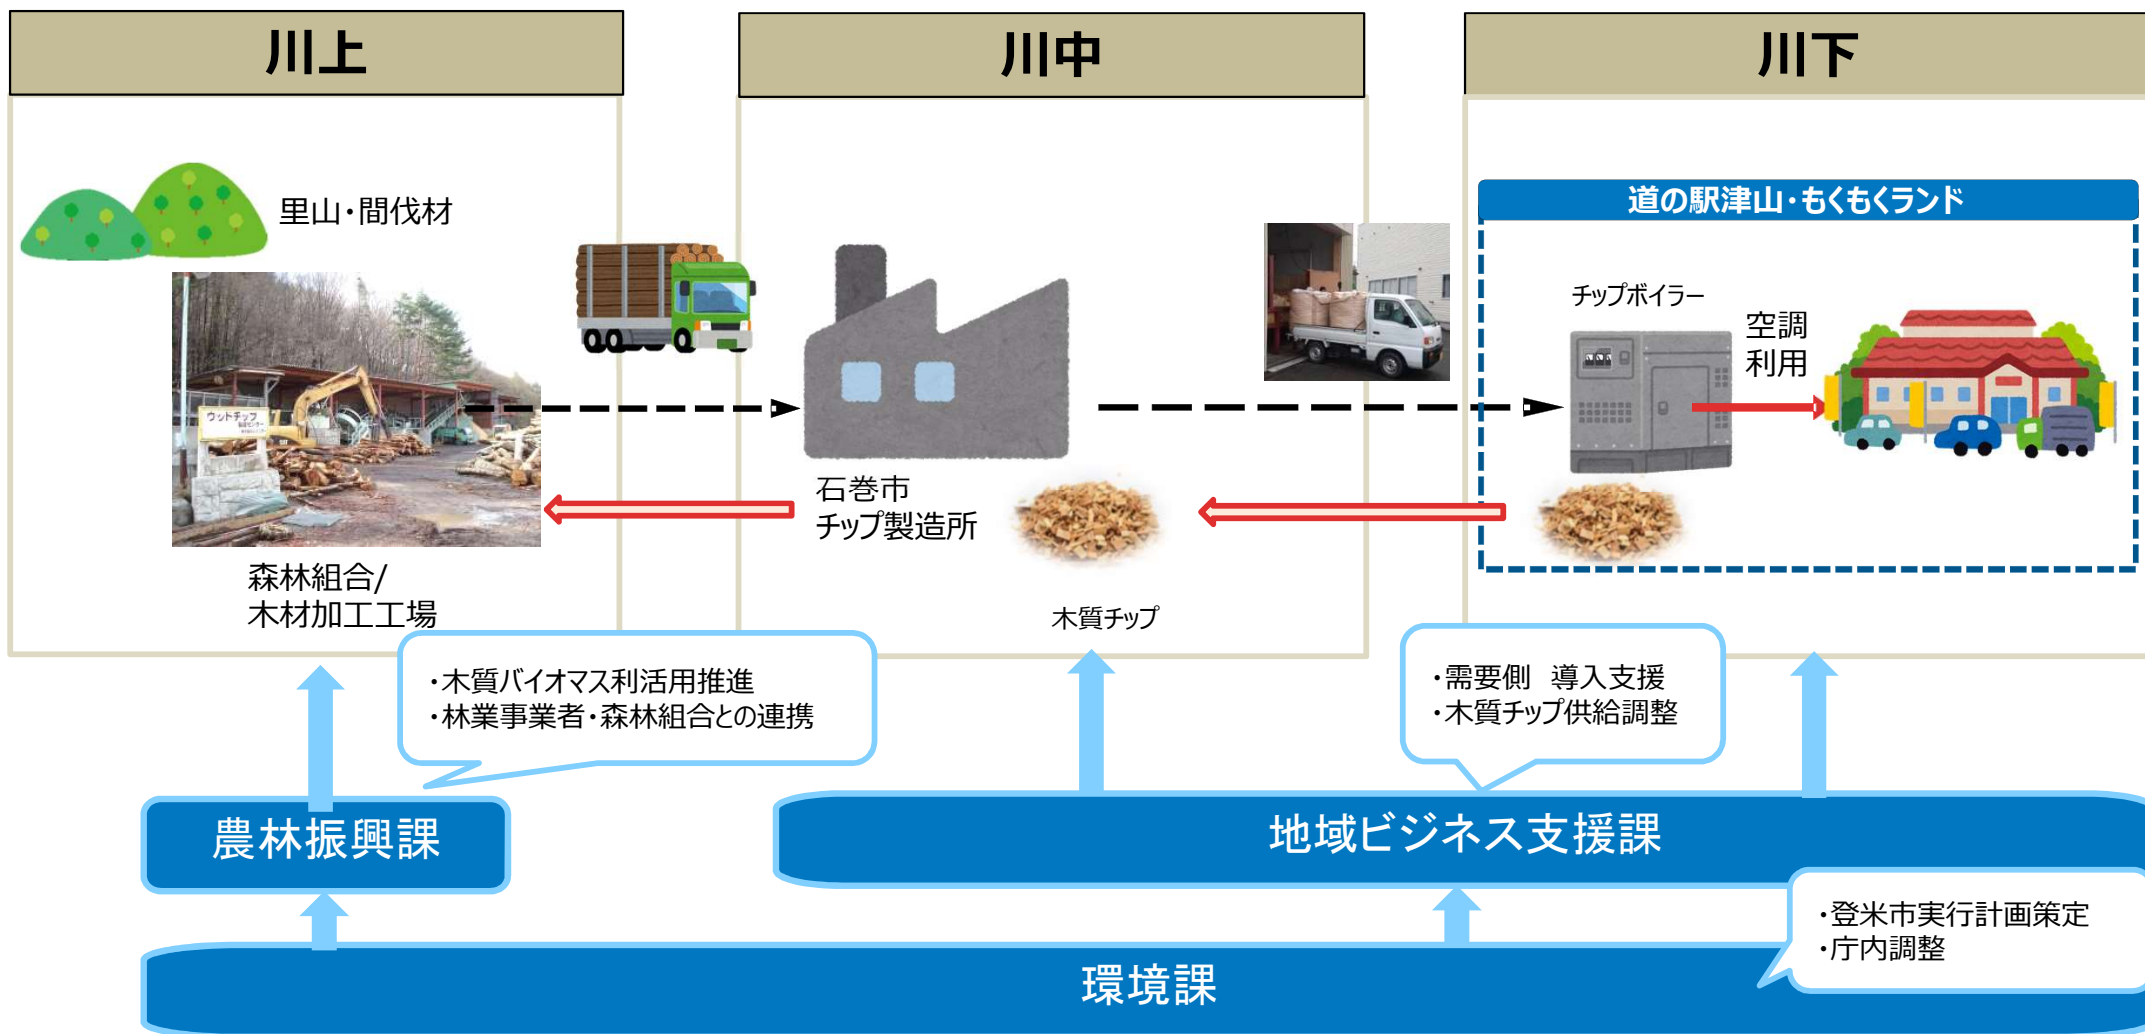 川上
川中
川下
里山・間伐材
ウッドチップ
森林組合/
木材加工工場
石巻市
チップ製造所
木質チップ
道の駅津山・もくもくランド
チップボイラー
空調
利用
・木質バイオマス利活用推進
・林業事業者・森林組合との連携
・需要側　導入支援
・木質チップ供給調整
農林振興課
地域ビジネス支援課
・登米市実行計画策定
・庁内調整
環境課